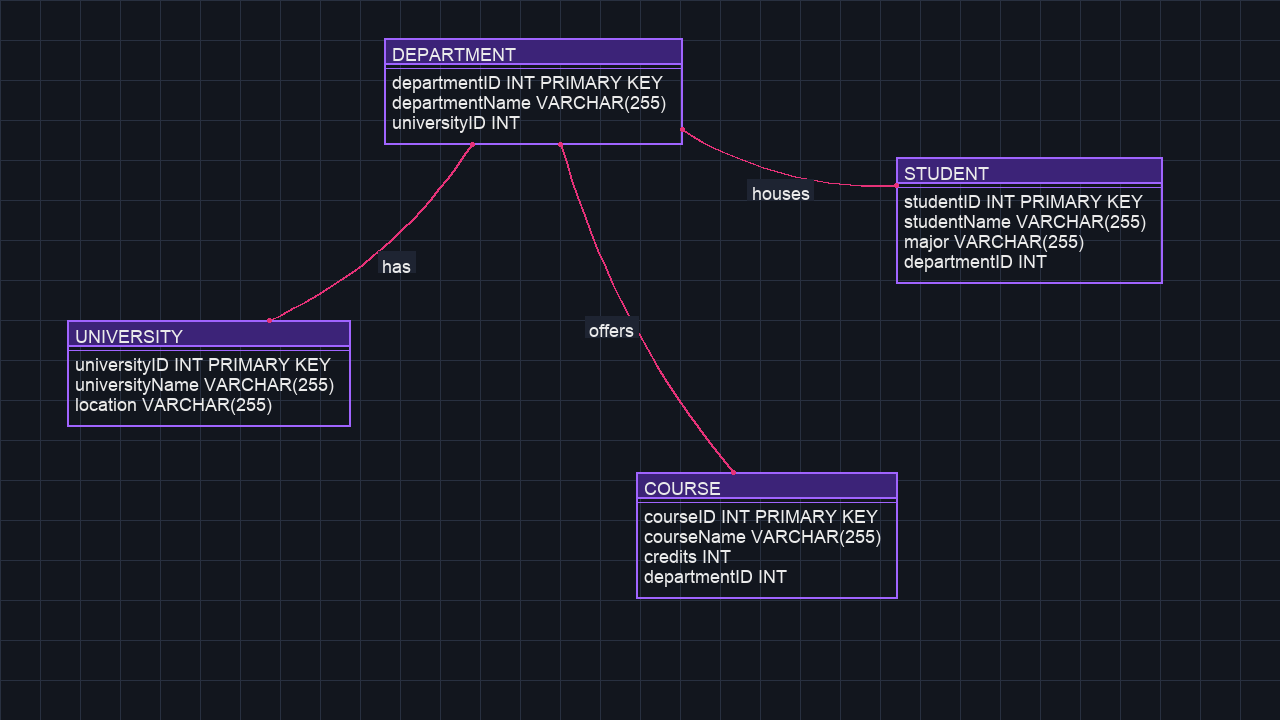 DEPARTMENT
departmentID INT PRIMARY KEY
departmentName VARCHAR(255)
universityID INT
STUDENT
studentID INT PRIMARY KEY
studentName VARCHAR(255)
major VARCHAR(255)
departmentID INT
houses
has
offers
UNIVERSITY
universityID INT PRIMARY KEY
universityName VARCHAR(255)
location VARCHAR(255)
COURSE
courseID INT PRIMARY KEY
courseName VARCHAR(255)
credits INT
departmentID INT